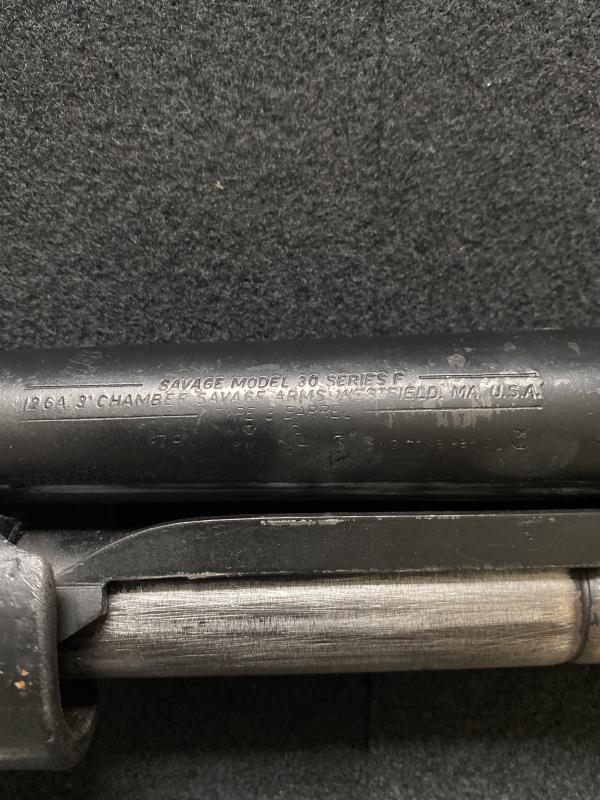 SAVAGE MODEL 30 SERIES F
12 GA. 3" CHAMBER SAVAGE ARMS WESTFIELD, MA. U.S.A.
TYPE 3 BARREL